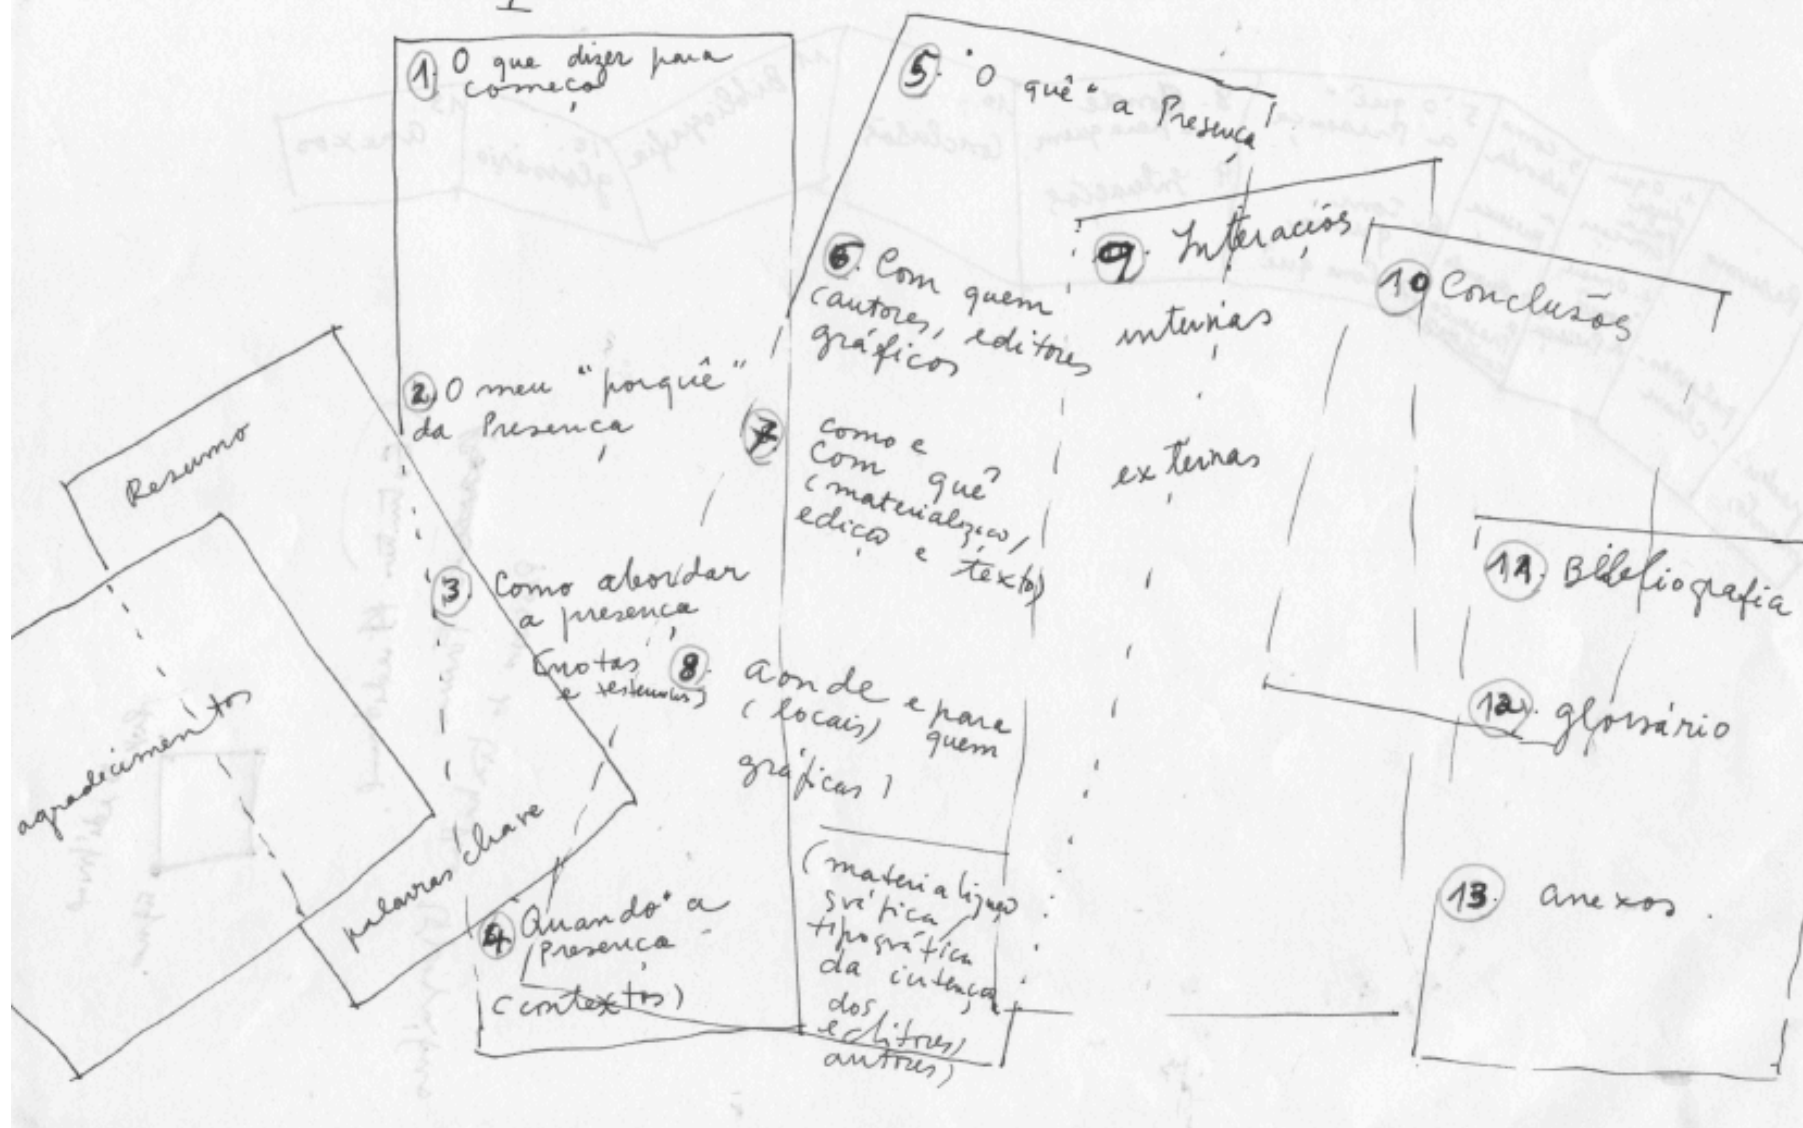 agradecimentos
Resumo
palavras chave
1. O que dizer para
começo
2. O meu "porquê"
da Presença
3. Como abordar
a presença
(notas
e
4. Quando" a
Presença
(contextos)
5. "O quê" a Presença
6. Com quem
(autores, editores
gráficos
7. como e
com quê
(materialização,
edição e textos)
8. aonde e para
(locais) quem
gráficas)
(materialização
gráfica /
tipográfica
da intenção
dos
editores,
autores)
9. Interações
internas
externas
10 Conclusões
11. Bibliografia
12. glossário
13. anexos.